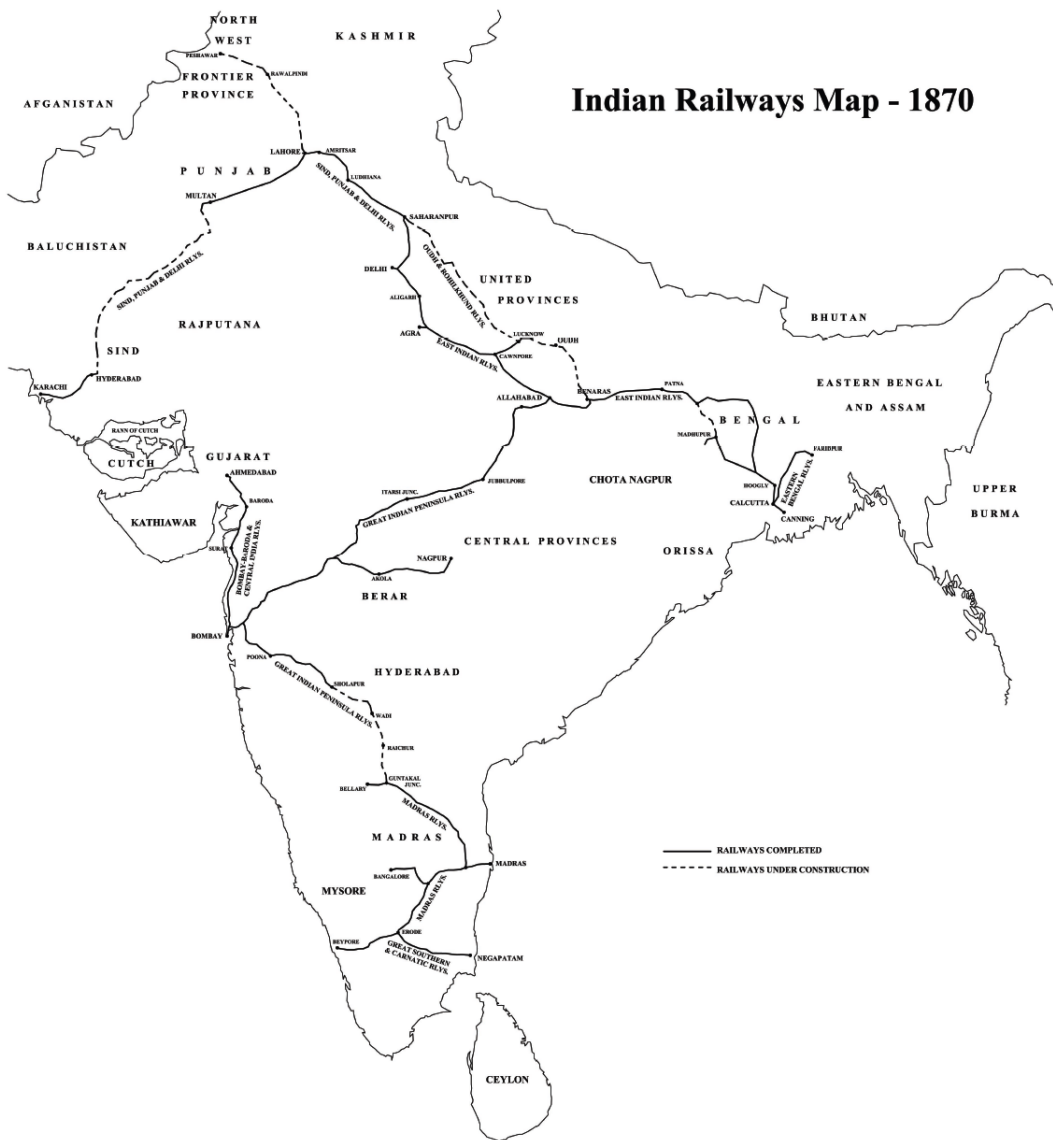 NORTH
WEST
FRONTIER
PROVINCE
KASHMIR
PESHAWAR
RAWALPINDI
AFGANISTAN
Indian Railways Map - 1870
LAHORE
AMRITSAR
PUNJAB
LUDHIANA
SIND, PUNJAB & DELHI RLYS.
MULTAN
SAHARANPUR
BALUCHISTAN
SIND, PUNJAB & DELHI RLYS.
DELHI
OUDH & ROHILKHUND RLYS.
UNITED
PROVINCES
ALIGABH
RAJPUTANA
BHUTAN
AGRA
LUCKNOW
OUDH
EAST INDIAN RLYS.
CAWNPORE
SIND
HYDERABAD
KARACHI
EASTERN BENGAL
AND ASSAM
ALLAHABAD
BENARAS
PATNA
EAST INDIAN RLYS.
BENGAL
MADHUPUR
RANN OF CUTCH
CUTCH
GUJARAT
AHMEDABAD
FARIDPUR
EASTERN
BENGAL RLYS.
HOOGLY
CALCUTTA
CANNING
JUBBULPORE
CHOTA NAGPUR
ITARSI JUNC.
GREAT INDIAN PENINSULA RLYS.
BARODA
KATHIAWAR
UPPER
BURMA
SURAT
BOMBAY-BaRODA &
CENTRAL INDIA RLYS.
CENTRAL PROVINCES
ORISSA
NAGPUR
AKOLA
BERAR
BOMBAY
POONA
HYDERABAD
GREAT INDIAN PENINSULA RLYS.
SHOLAPUR
WADI
RAICHUR
GUNTAKAL
JUNC.
BELLARY
MADRAS RLYS.
MADRAS
MADRAS
BANGALORE
MYSORE
MADRAS RLYS.
ERODE
BEYPORE
GREAT SOUTHERN
& CARNATIC RLYS.
NEGAPATAM
RAILWAYS COMPLETED
RAILWAYS UNDER CONSTRUCTION
CEYLON